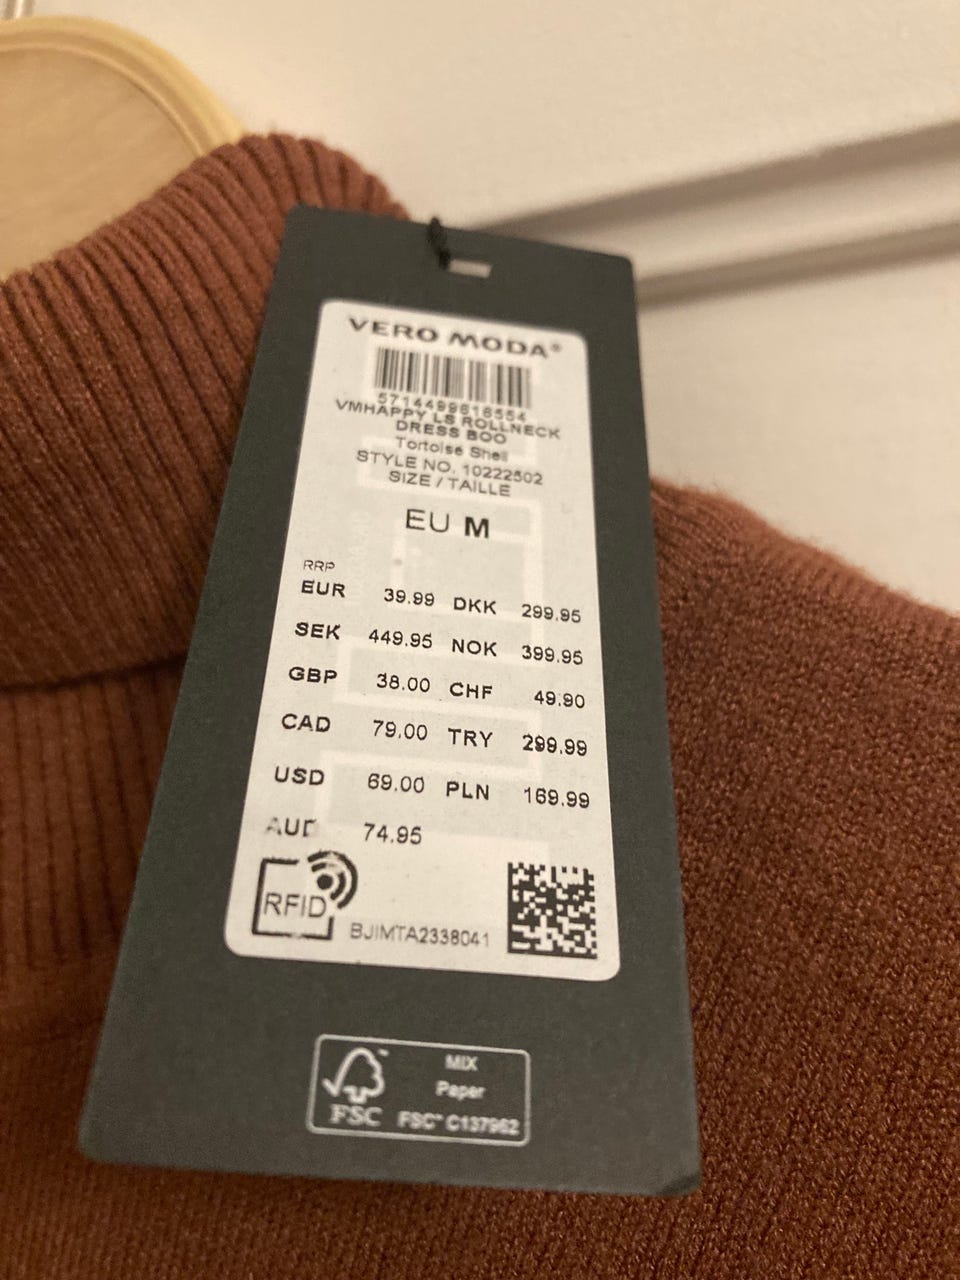 VERO MODA®
5714499616554
VMHAPPY LS ROLLNECK
DRESS BOO
Tortoise Shell
STYLE NO. 10222502
SIZE / TAILLE
EU M
RRP
EUR 39.99 DKK 299.95
SEK 449.95 NOK 399.95
GBP 38.00 CHF 49.90
CAD 79.00 TRY 299.99
USD 69.00 PLN 169.99
AUD 74.95
RFID
BJIMTA2338041
MIX
Paper
FSC
FSC™ C137962